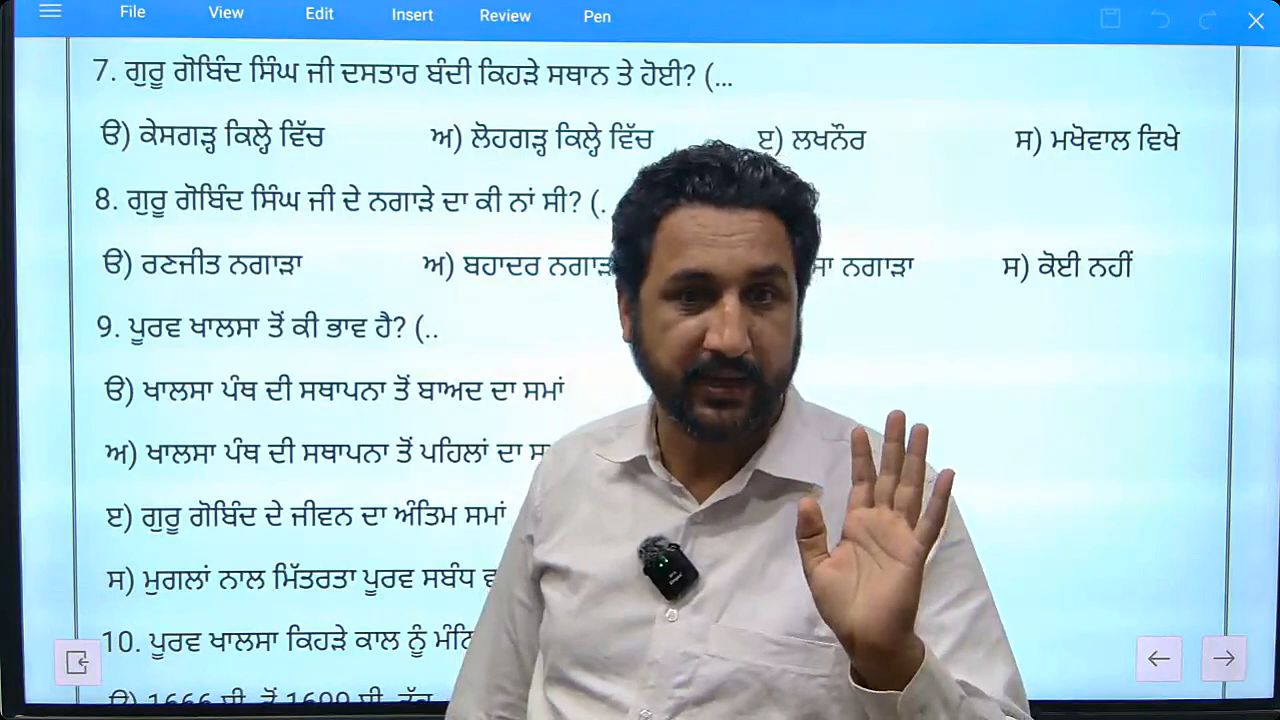 File View Edit Insert Review Pen
7. ਗੁਰੂ ਗੋਬਿੰਦ ਸਿੰਘ ਜੀ ਦਸਤਾਰ ਬੰਦੀ ਕਿਹੜੇ ਸਥਾਨ ਤੇ ਹੋਈ? (...
ੳ) ਕੇਸਗੜ੍ਹ ਕਿਲ੍ਹੇ ਵਿੱਚ ਅ) ਲੋਹਗੜ੍ਹ ਕਿਲ੍ਹੇ ਵਿੱਚ ੲ) ਲਖਨੌਰ ਸ) ਮਖੋਵਾਲ ਵਿਖੇ
8. ਗੁਰੂ ਗੋਬਿੰਦ ਸਿੰਘ ਜੀ ਦੇ ਨਗਾੜੇ ਦਾ ਕੀ ਨਾਂ ਸੀ? (.
ੳ) ਰਣਜੀਤ ਨਗਾੜਾ ਅ) ਬਹਾਦਰ ਨਗਾੜ ਸਾ ਨਗਾੜਾ ਸ) ਕੋਈ ਨਹੀਂ
9. ਪੂਰਵ ਖਾਲਸਾ ਤੋਂ ਕੀ ਭਾਵ ਹੈ? (..
ੳ) ਖਾਲਸਾ ਪੰਥ ਦੀ ਸਥਾਪਨਾ ਤੋਂ ਬਾਅਦ ਦਾ ਸਮਾਂ
ਅ) ਖਾਲਸਾ ਪੰਥ ਦੀ ਸਥਾਪਨਾ ਤੋਂ ਪਹਿਲਾਂ ਦਾ ਸ
ੲ) ਗੁਰੂ ਗੋਬਿੰਦ ਦੇ ਜੀਵਨ ਦਾ ਅੰਤਿਮ ਸਮਾਂ
ਸ) ਮੁਗਲਾਂ ਨਾਲ ਮਿੱਤਰਤਾ ਪੂਰਵ ਸਬੰਧ
10. ਪੂਰਵ ਖਾਲਸਾ ਕਿਹੜੇ ਕਾਲ ਨੂੰ ਮੰਨਿ